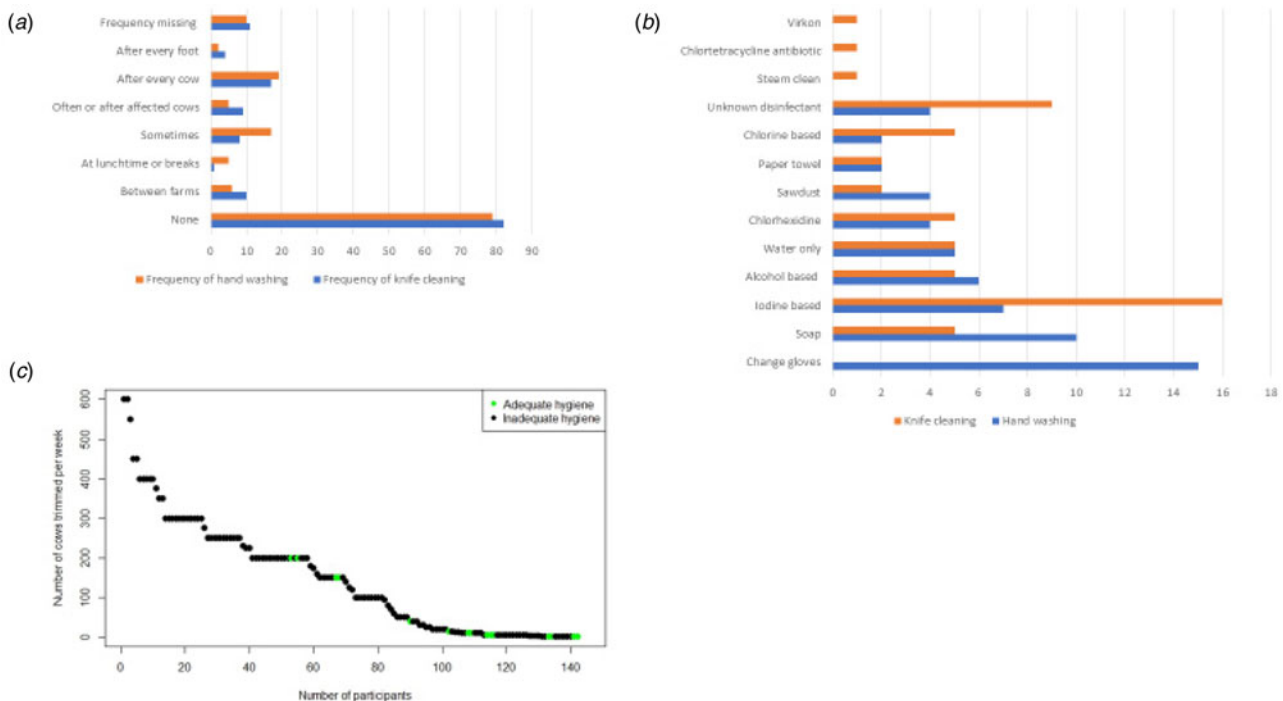 (a)
Frequency missing
After every foot
After every cow
Often or after affected cows
Sometimes
At lunchtime or breaks
Between farms
None
0 10 20 30 40 50 60 70 80 90
Frequency of hand washing Frequency of knife cleaning
(b)
Virkon
Chlortetracycline antibiotic
Steam clean
Unknown disinfectant
Chlorine based
Paper towel
Sawdust
Chlorhexidine
Water only
Alcohol based
Iodine based
Soap
Change gloves
0 2 4 6 8 10 12 14 16 18
Knife cleaning Hand washing
(c)
Number of cows trimmed per week
600
500
400
300
200
100
0
Adequate hygiene
Inadequate hygiene
0 20 40 60 80 100 120 140
Number of participants